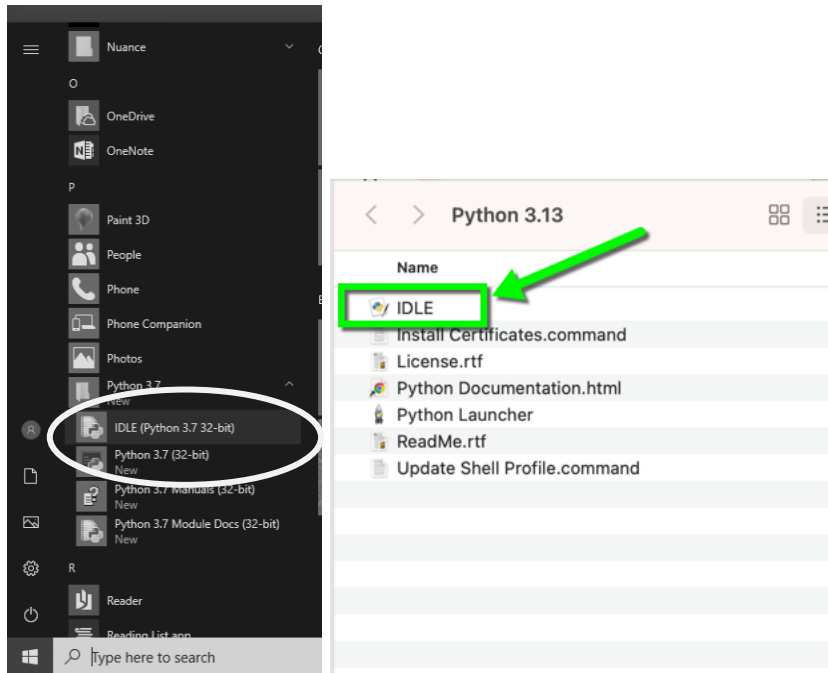 Nuance
O
OneDrive
OneNote
P
Paint 3D
People
Phone
Phone Companion
Photos
Python 3.7
New
IDLE (Python 3.7 32-bit)
Python 3.7 (32-bit)
New
Python 3.7 Manuals (32-bit)
New
Python 3.7 Module Docs (32-bit)
New
R
Reader
Reading List app
Type here to search
Python 3.13
Name
IDLE
Install Certificates.command
License.rtf
Python Documentation.html
Python Launcher
ReadMe.rtf
Update Shell Profile.command